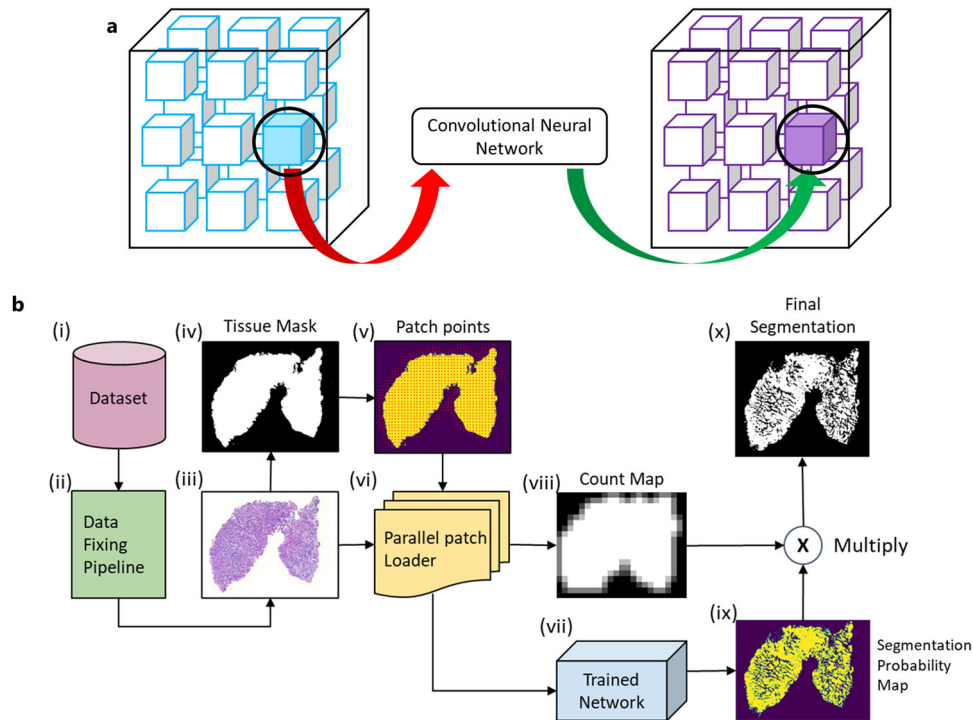 a
Convolutional Neural
Network
b
(i)
Dataset
(ii)
Data
Fixing
Pipeline
(iii)
(iv)
Tissue Mask
(v)
Patch points
(vi)
Parallel patch
Loader
(vii)
Trained
Network
(viii)
Count Map
(ix)
Segmentation
Probability
Map
X
Multiply
(x)
Final
Segmentation